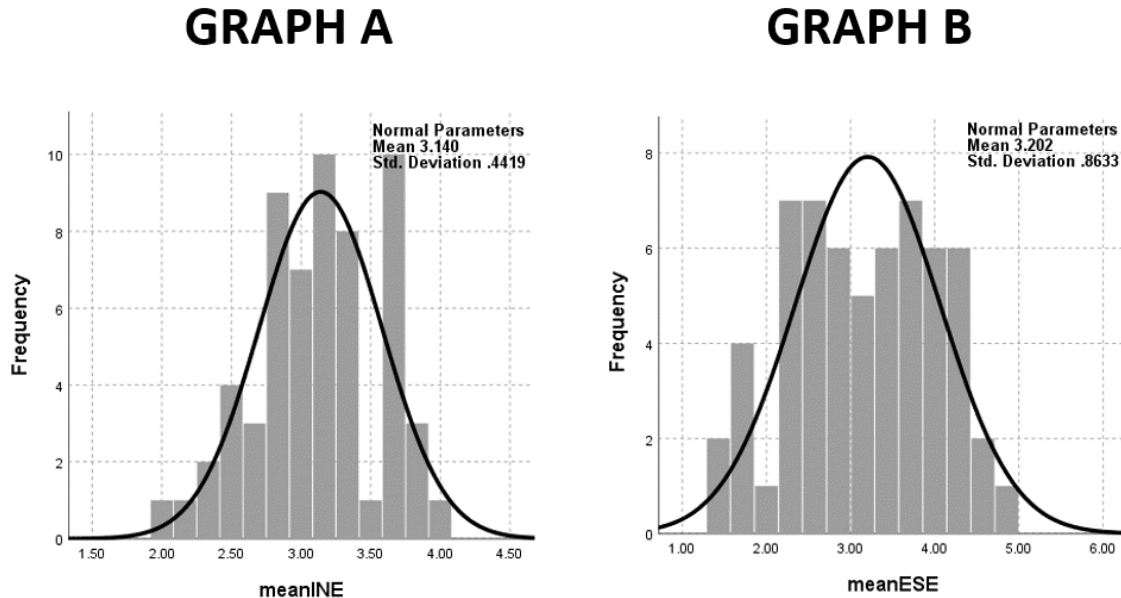 GRAPH A
Normal Parameters
Mean 3.140
Std. Deviation .4419
10
8
6
4
2
0
Frequency
1.50 2.00 2.50 3.00 3.50 4.00 4.50
meanINE
GRAPH B
Normal Parameters
Mean 3.202
Std. Deviation .8633
8
6
4
2
0
Frequency
1.00 2.00 3.00 4.00 5.00 6.00
meanESE